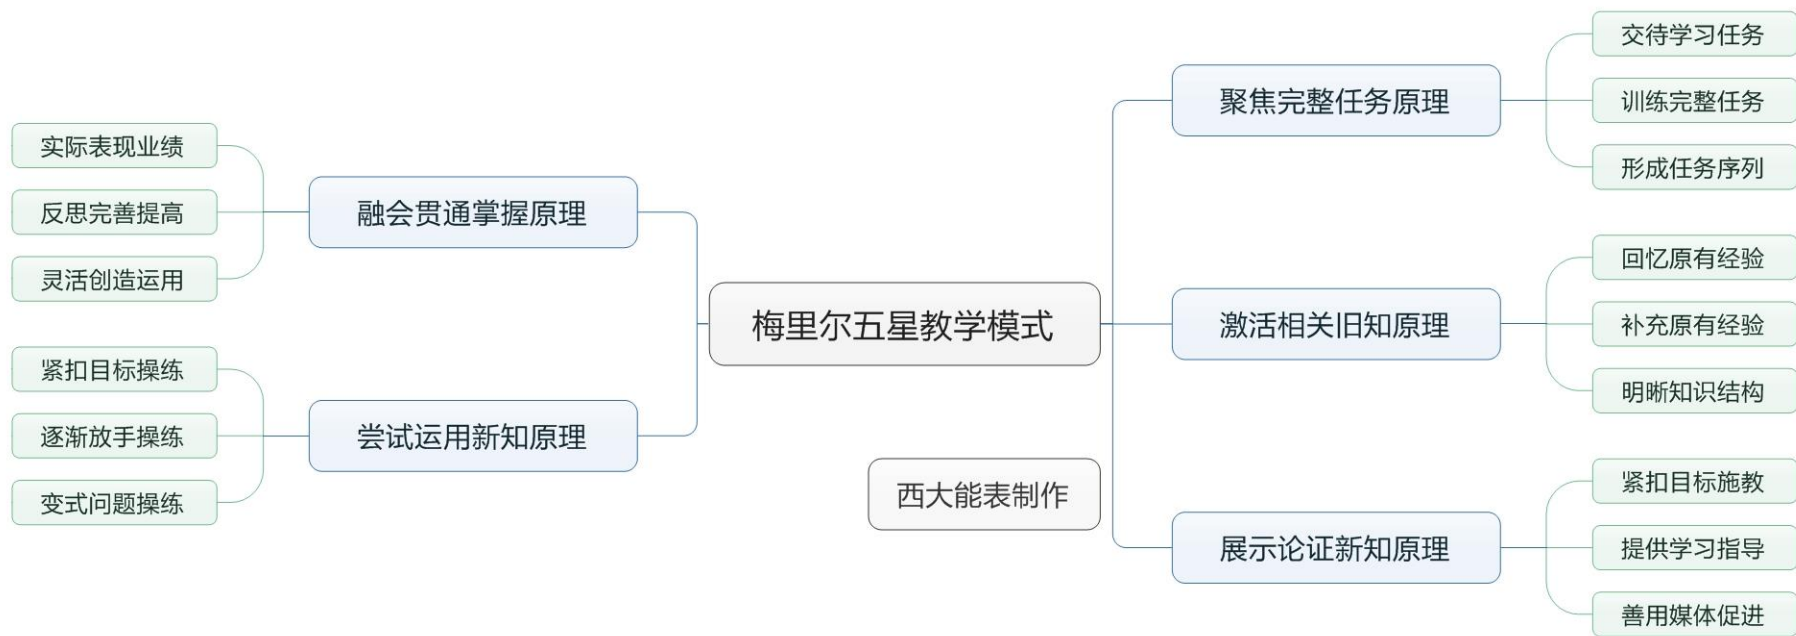 梅里尔五星教学模式
聚焦完整任务原理
交待学习任务
训练完整任务
形成任务序列
激活相关旧知原理
回忆原有经验
补充原有经验
明晰知识结构
展示论证新知原理
紧扣目标施教
提供学习指导
善用媒体促进
尝试运用新知原理
紧扣目标操练
逐渐放手操练
变式问题操练
融会贯通掌握原理
实际表现业绩
反思完善提高
灵活创造运用
西大能表制作